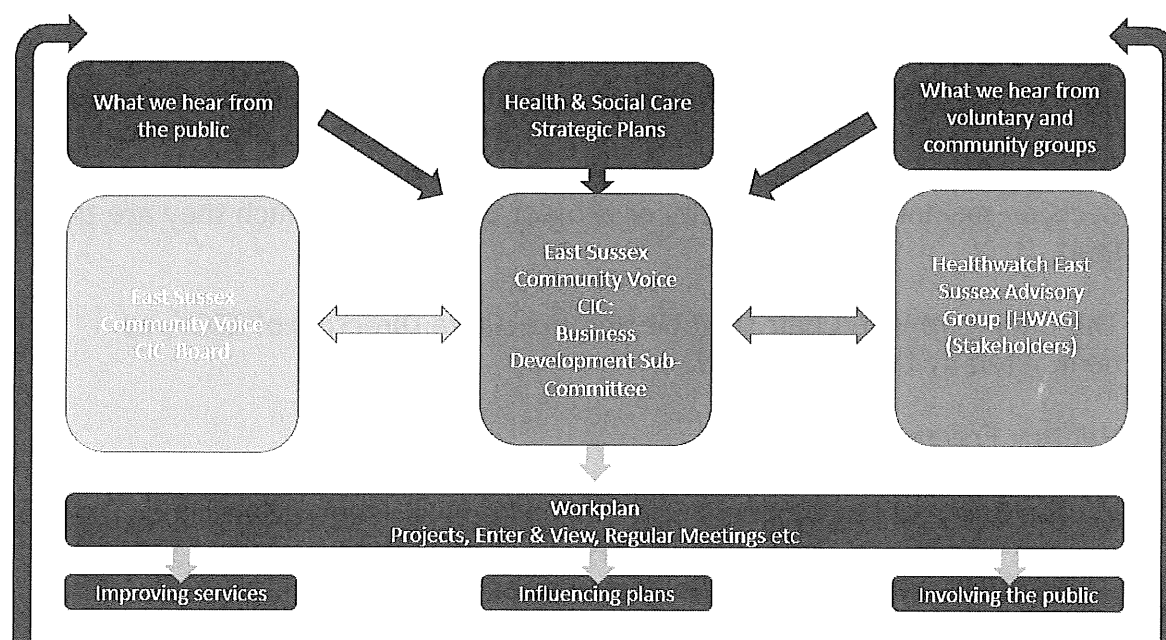 What we hear from
the public
Health & Social Care
Strategic Plans
What we hear from
voluntary and
community groups
East Sussex
Community Voice
CIC Board
East Sussex
Community Voice
CIC:
Business
Development Sub-
Committee
Healthwatch East
Sussex Advisory
Group [HWAG]
(Stakeholders)
Workplan
Projects, Enter & View, Regular Meetings etc
Improving services
Influencing plans
Involving the public